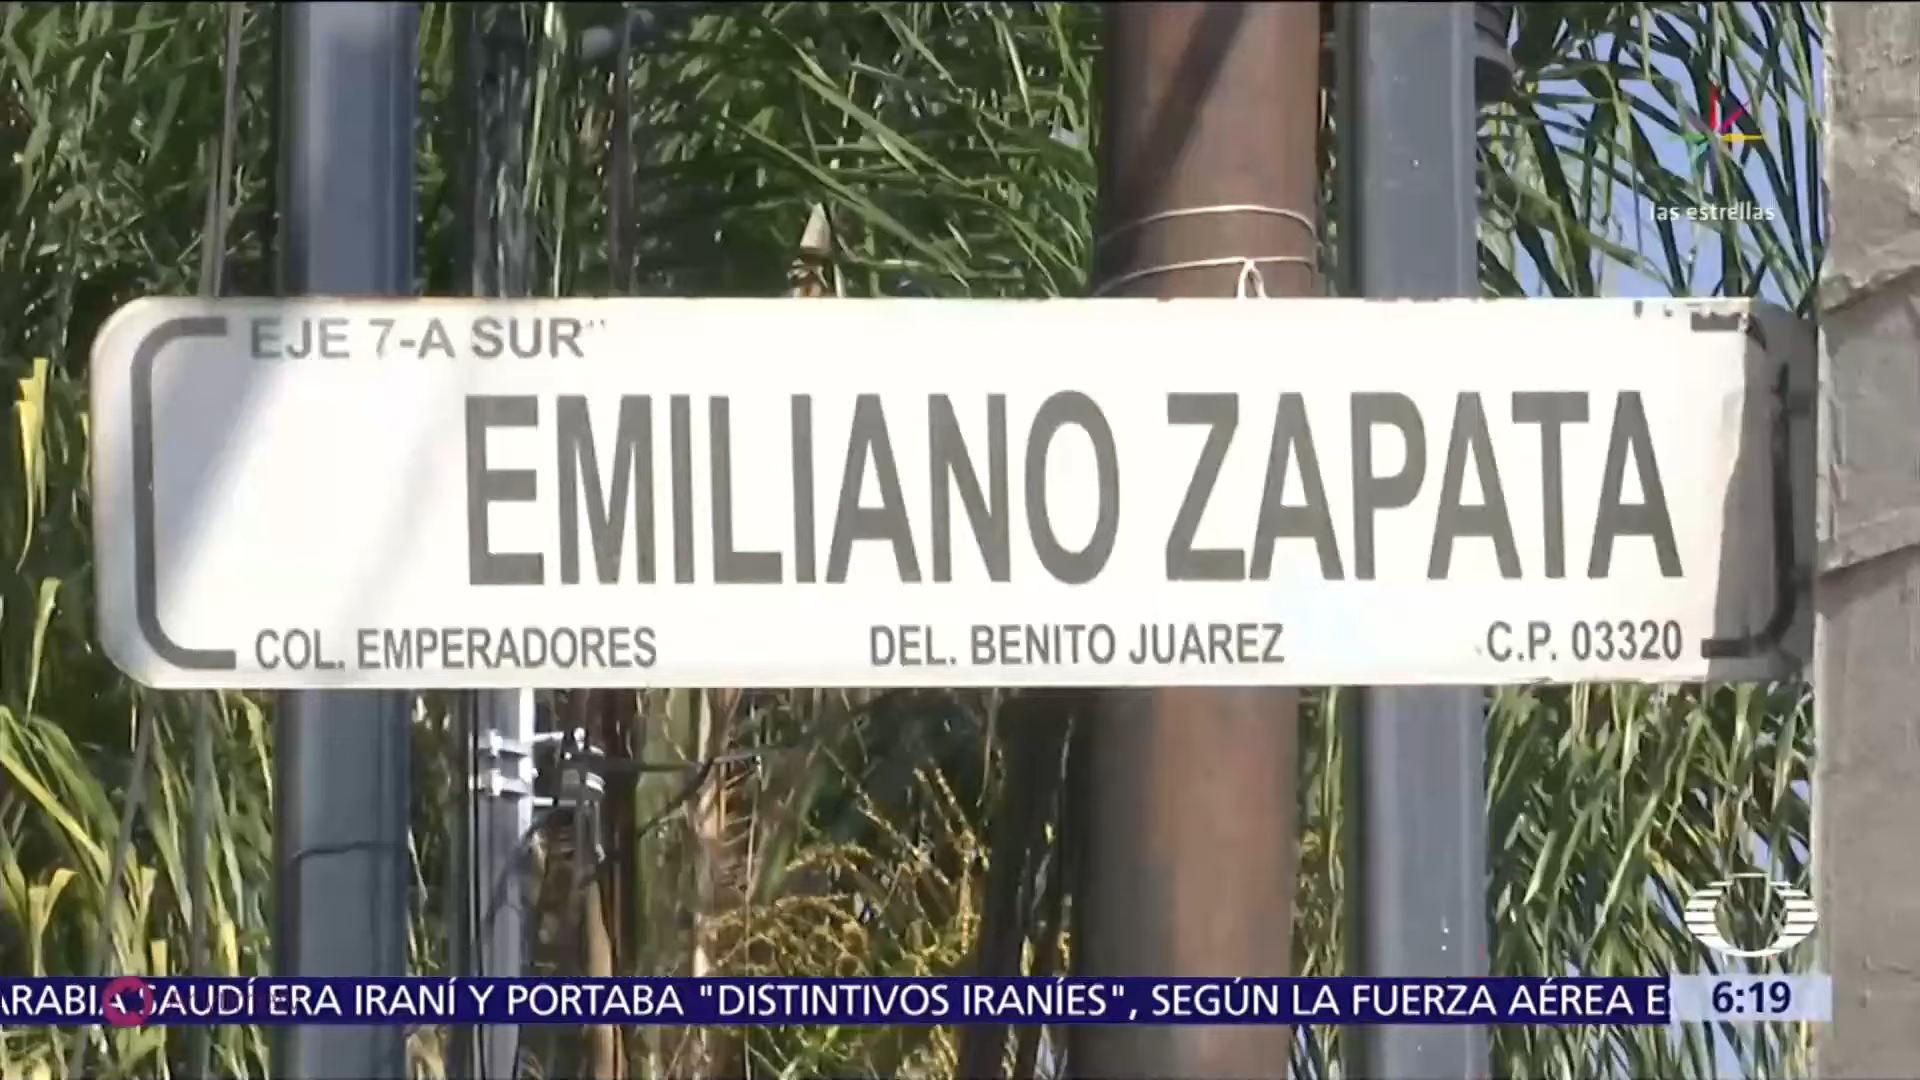 las estrellas
EJE 7-A SUR
EMILIANO ZAPATA
COL. EMPERADORES DEL. BENITO JUAREZ C.P. 03320
ARABIA SAUDÍ ERA IRANÍ Y PORTABA "DISTINTIVOS IRANÍES", SEGÚN LA FUERZA AÉREA E
6:19